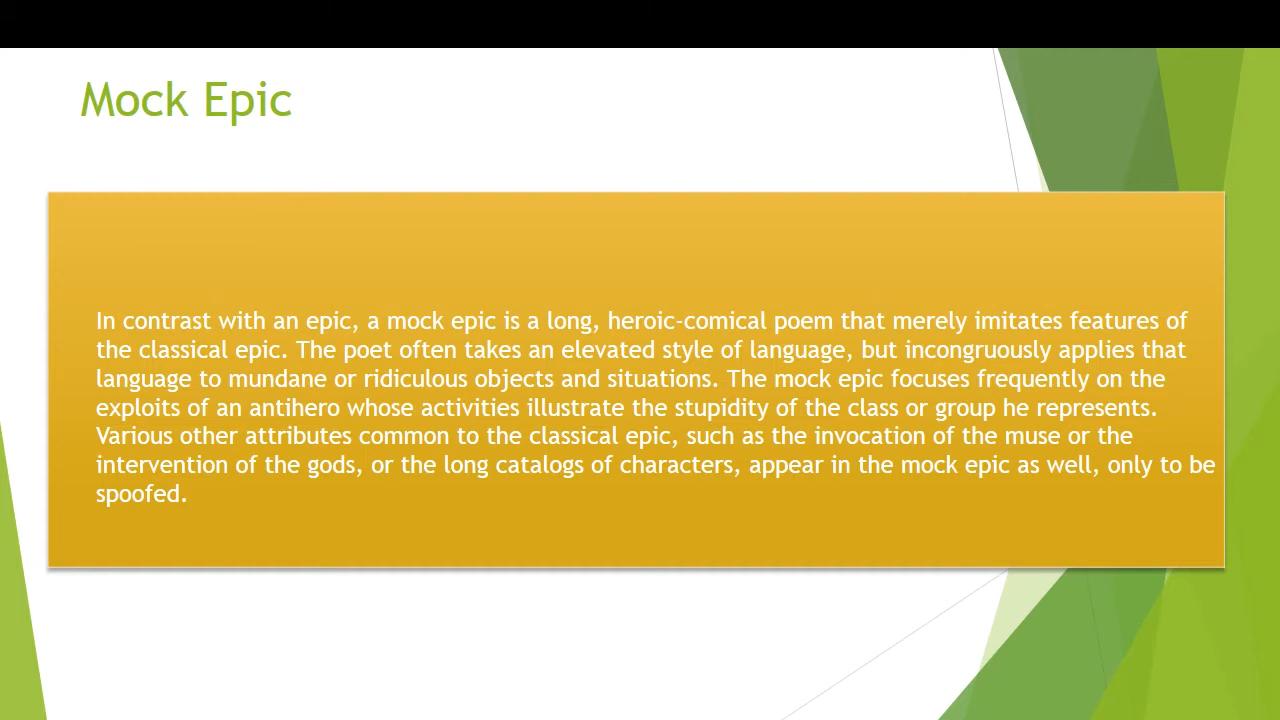 Mock Epic
In contrast with an epic, a mock epic is a long, heroic-comical poem that merely imitates features of
the classical epic. The poet often takes an elevated style of language, but incongruously applies that
language to mundane or ridiculous objects and situations. The mock epic focuses frequently on the
exploits of an antihero whose activities illustrate the stupidity of the class or group he represents.
Various other attributes common to the classical epic, such as the invocation of the muse or the
intervention of the gods, or the long catalogs of characters, appear in the mock epic as well, only to be
spoofed.